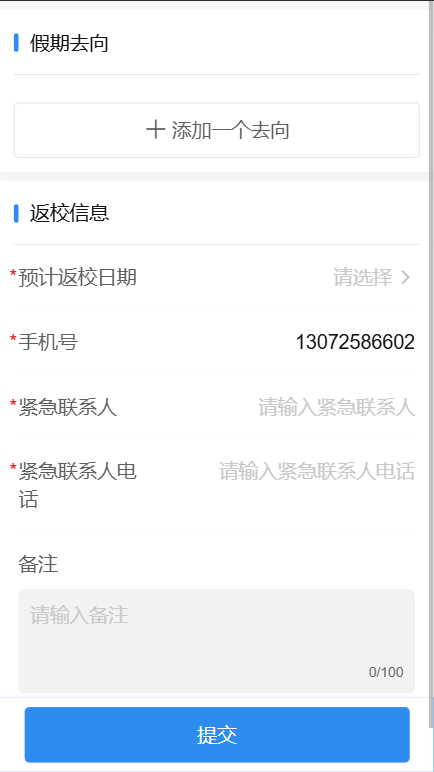 假期去向
添加一个去向
返校信息
*预计返校日期 请选择
*手机号 13072586602
*紧急联系人 请输入紧急联系人
*紧急联系人电 请输入紧急联系人电话
话
备注
请输入备注
0/100
提交